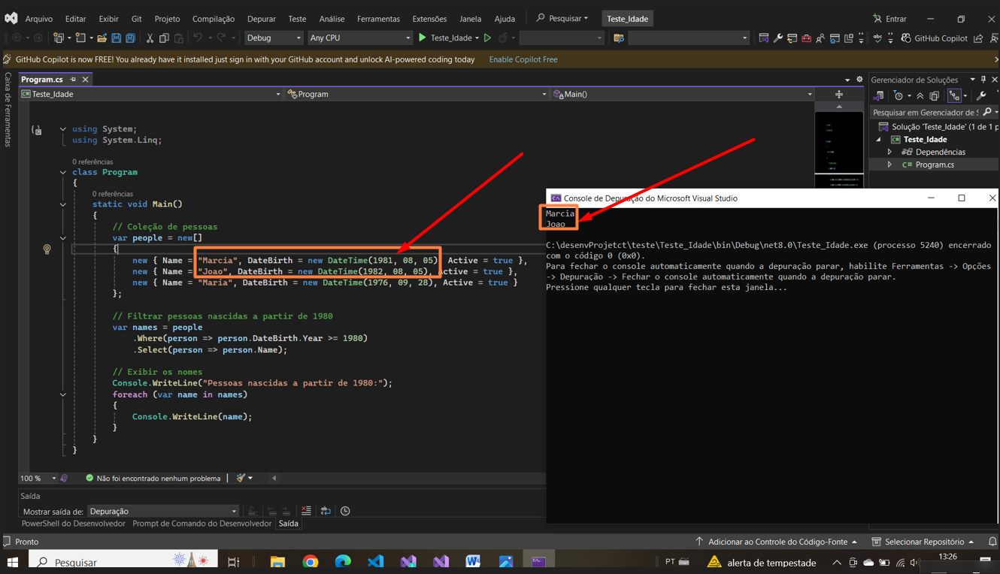 Arquivo Editar Exibir Git Projeto Compilação Depurar Teste Análise Ferramentas Extensões Janela Ajuda Pesquisar Teste_Idade Entrar
Debug Any CPU Teste_Idade GitHub Copilot
GitHub Copilot is now FREE! You already have it installed just sign in with your GitHub account and unlock AI-powered coding today Enable Copilot Free
Caixa de Ferramentas
Program.cs
Teste_Idade Program Main()
using System;
using System.Linq;
0 referências
class Program
{
0 referências
static void Main()
{
// Coleção de pessoas
var people = new[]
{
new { Name = "Marcia", DateBirth = new DateTime(1981, 08, 05) Active = true },
new { Name = "Joao", DateBirth = new DateTime(1982, 08, 05), Active = true },
new { Name = "Maria", DateBirth = new DateTime(1976, 09, 28), Active = true }
};
// Filtrar pessoas nascidas a partir de 1980
var names = people
.Where(person => person.DateBirth.Year >= 1980)
.Select(person => person.Name);
// Exibir os nomes
Console.WriteLine("Pessoas nascidas a partir de 1980:");
foreach (var name in names)
{
Console.WriteLine(name);
}
}
}
100 % Não foi encontrado nenhum problema
Saída
Mostrar saída de: Depuração
PowerShell do Desenvolvedor Prompt de Comando do Desenvolvedor Saída
Gerenciador de Soluções
Pesquisar em Gerenciador de S
Solução 'Teste_Idade' (1 de 1 p
Teste_Idade
Dependências
C# Program.cs
Console de Depuração do Microsoft Visual Studio
Marcia
Joao
C:\desenvProjetct\teste\Teste_Idade\bin\Debug\net8.0\Teste_Idade.exe (processo 5240) encerrado
com o código 0 (0x0).
Para fechar o console automaticamente quando a depuração parar, habilite Ferramentas -> Opções
-> Depuração -> Fechar o console automaticamente quando a depuração parar.
Pressione qualquer tecla para fechar esta janela...
Pronto Adicionar ao Controle do Código-Fonte Selecionar Repositório
Pesquisar PT alerta de tempestade 13:26